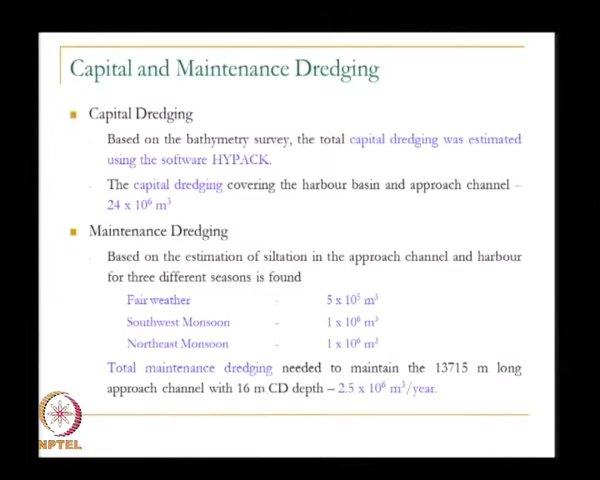 Capital and Maintenance Dredging
Capital Dredging
Based on the bathymetry survey, the total capital dredging was estimated
using the software HYPACK.
The capital dredging covering the harbour basin and approach channel –
24 x 10⁶ m³
Maintenance Dredging
Based on the estimation of siltation in the approach channel and harbour
for three different seasons is found
Fair weather - 5 x 10⁵ m³
Southwest Monsoon - 1 x 10⁶ m³
Northeast Monsoon - 1 x 10⁶ m³
Total maintenance dredging needed to maintain the 13715 m long
approach channel with 16 m CD depth – 2.5 x 10⁶ m³/year.
NPTEL